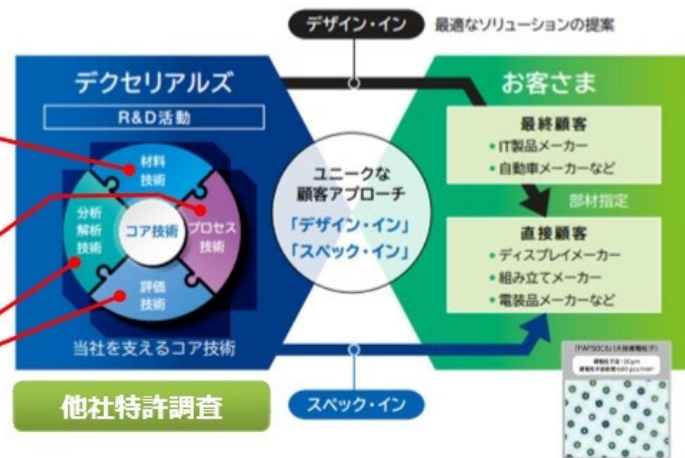 デザイン・イン 最適なソリューションの提案
デクセリアルズ
R&D活動
材料
技術
分析
解析
技術
コア技術
プロセス
技術
評価
技術
当社を支えるコア技術
他社特許調査
ユニークな
顧客アプローチ
「デザイン・イン」
「スペック・イン」
スペック・イン
お客さま
最終顧客
• IT製品メーカー
• 自動車メーカーなど
部材指定
直接顧客
• ディスプレイメーカー
• 組み立てメーカー
• 電装品メーカーなど